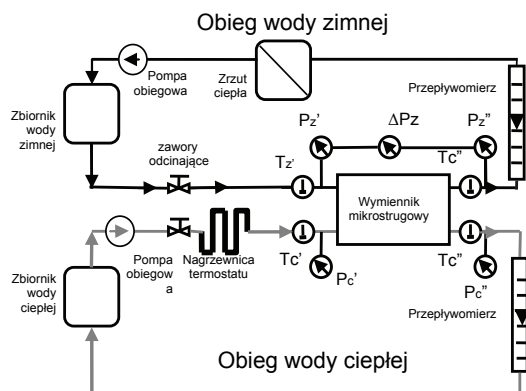 Obieg wody zimnej
Pompa
obiegowa
Zrzut
ciepła
Przepływomierz
Zbiornik
wody
zimnej
zawory
odcinające
Pz'
ΔPz
Pz"
Tz'
Tc"
Wymiennik
mikrostrugowy
Zbiornik
wody
ciepłej
Pompa
obiegow
a
Nagrzewnica
termostatu
Tc'
Pc'
Tc"
Pc"
Przepływomierz
Obieg wody ciepłej